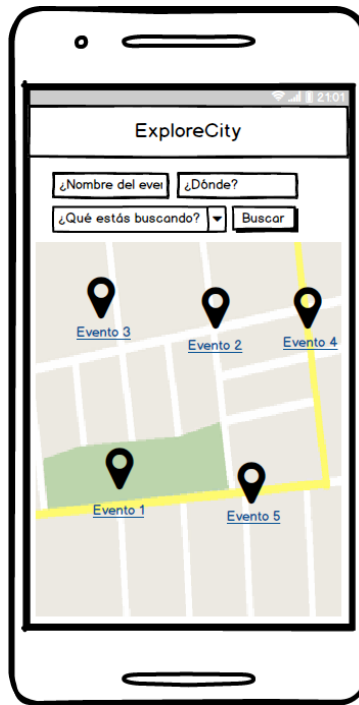 21:01
ExploreCity
¿Nombre del ever ¿Dónde?
¿Qué estás buscando? Buscar
Evento 3
Evento 2
Evento 4
Evento 1
Evento 5